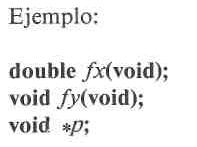 Ejemplo:
double fx(void);
void fy(void);
void *p;